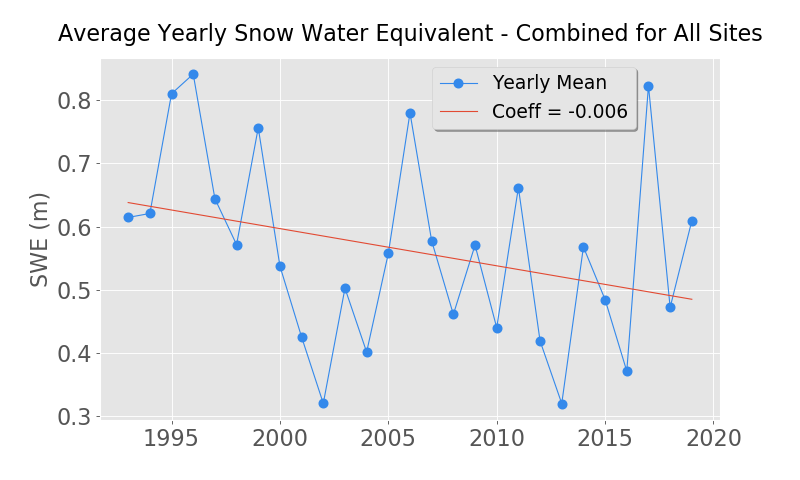 Average Yearly Snow Water Equivalent - Combined for All Sites
Yearly Mean
Coeff = -0.006
SWE (m)
0.8
0.7
0.6
0.5
0.4
0.3
1995 2000 2005 2010 2015 2020